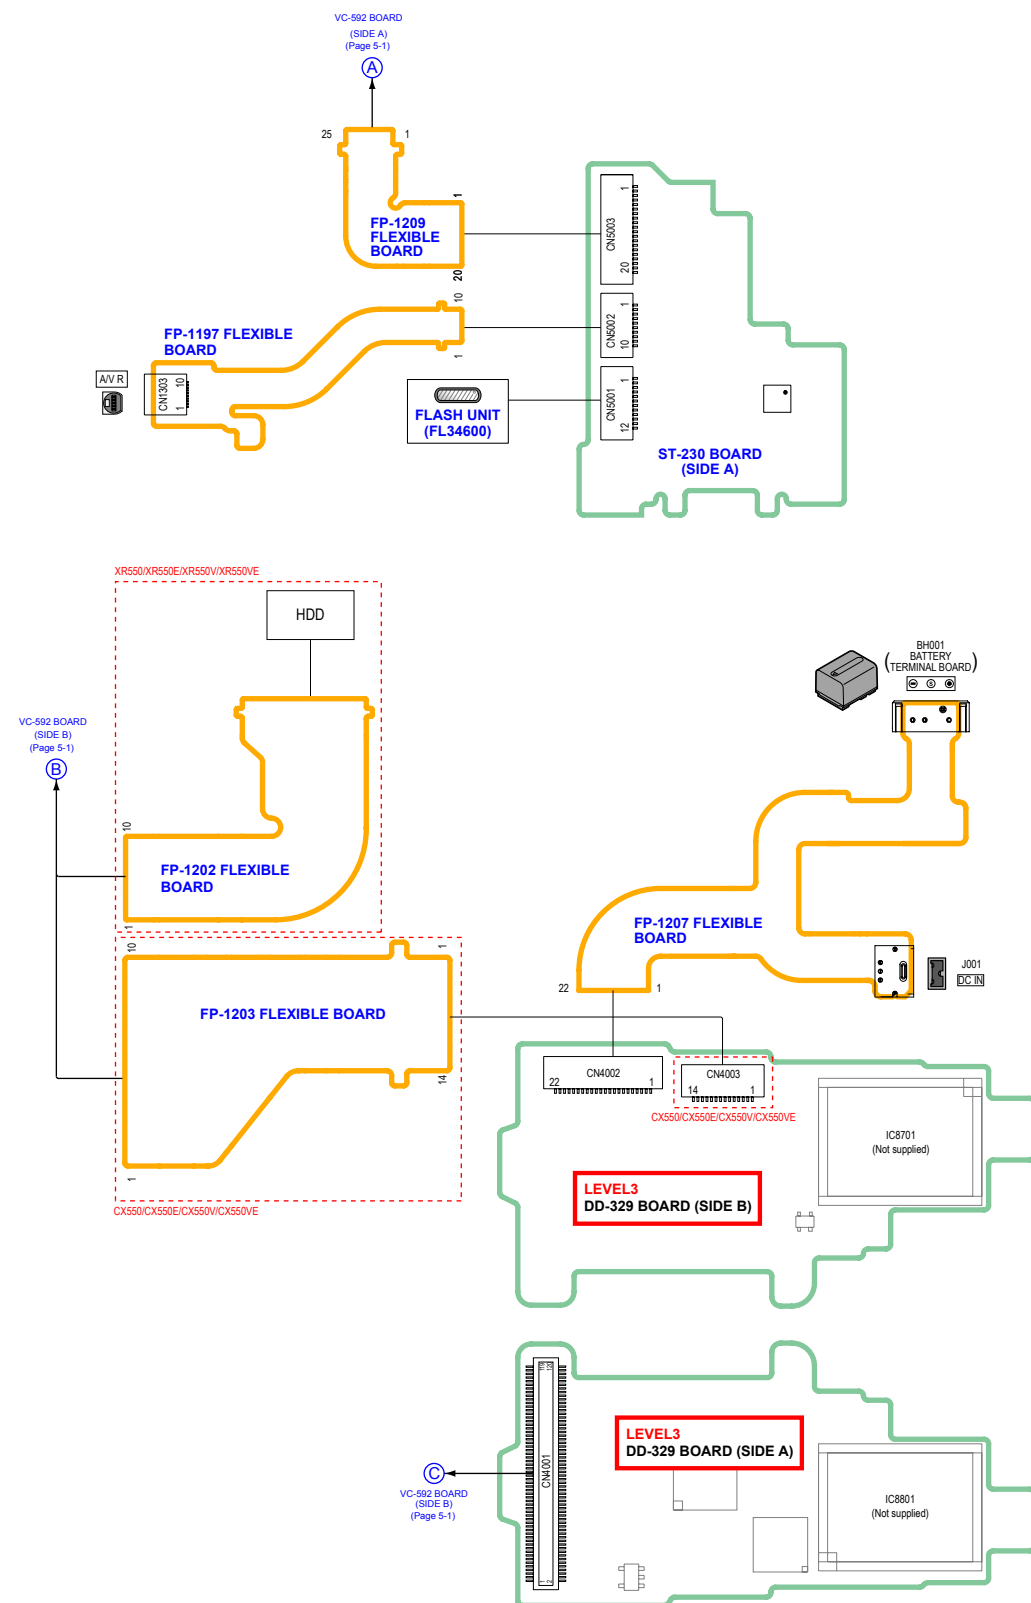 VC-592 BOARD
(SIDE A)
(Page 5-1)
A
25
1
1
FP-1209
FLEXIBLE
BOARD
20
1
CN5003
20
10
FP-1197 FLEXIBLE
BOARD
1
1
CN5002
10
A/V R
CN1303
10
1
FLASH UNIT
(FL34600)
1
CN5001
12
ST-230 BOARD
(SIDE A)
XR550/XR550E/XR550V/XR550VE
HDD
BH001
BATTERY
TERMINAL BOARD
S
VC-592 BOARD
(SIDE B)
(Page 5-1)
B
10
FP-1202 FLEXIBLE
BOARD
1
FP-1207 FLEXIBLE
BOARD
10
1
J001
DC IN
22
1
FP-1203 FLEXIBLE BOARD
14
1
CX550/CX550E/CX550V/CX550VE
CN4002
22
1
CN4003
14
1
CX550/CX550E/CX550V/CX550VE
IC8701
(Not supplied)
LEVEL3
DD-329 BOARD (SIDE B)
119
120
CN4001
1
2
LEVEL3
DD-329 BOARD (SIDE A)
C
VC-592 BOARD
(SIDE B)
(Page 5-1)
IC8801
(Not supplied)